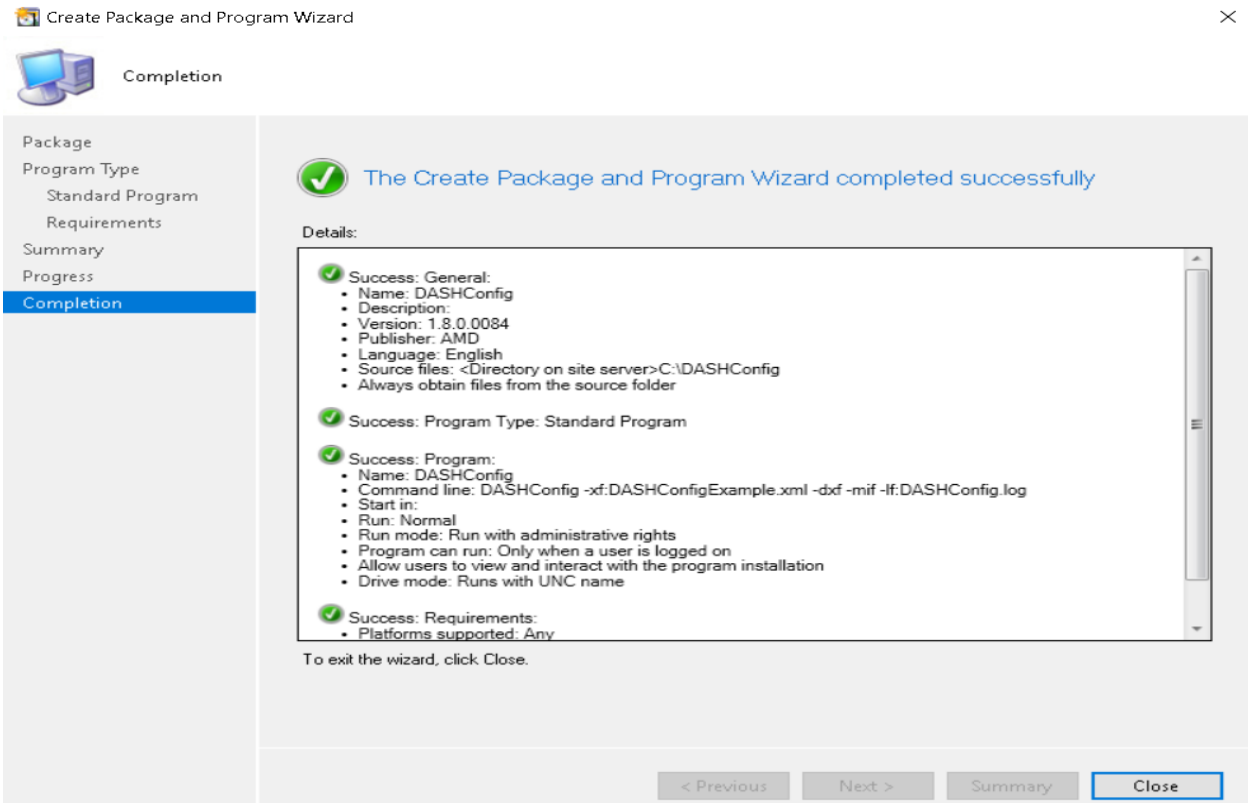 Create Package and Program Wizard
Completion
Package
Program Type
Standard Program
Requirements
Summary
Progress
Completion
The Create Package and Program Wizard completed successfully
Details:
Success: General:
• Name: DASHConfig
• Description:
• Version: 1.8.0.0084
• Publisher: AMD
• Language: English
• Source files: <Directory on site server>C:\DASHConfig
• Always obtain files from the source folder
Success: Program Type: Standard Program
Success: Program:
• Name: DASHConfig
• Command line: DASHConfig -xf:DASHConfigExample.xml -dxf -mif -lf:DASHConfig.log
• Start in:
• Run: Normal
• Run mode: Run with administrative rights
• Program can run: Only when a user is logged on
• Allow users to view and interact with the program installation
• Drive mode: Runs with UNC name
Success: Requirements:
• Platforms supported: Any
To exit the wizard, click Close.
< Previous
Next >
Summary
Close